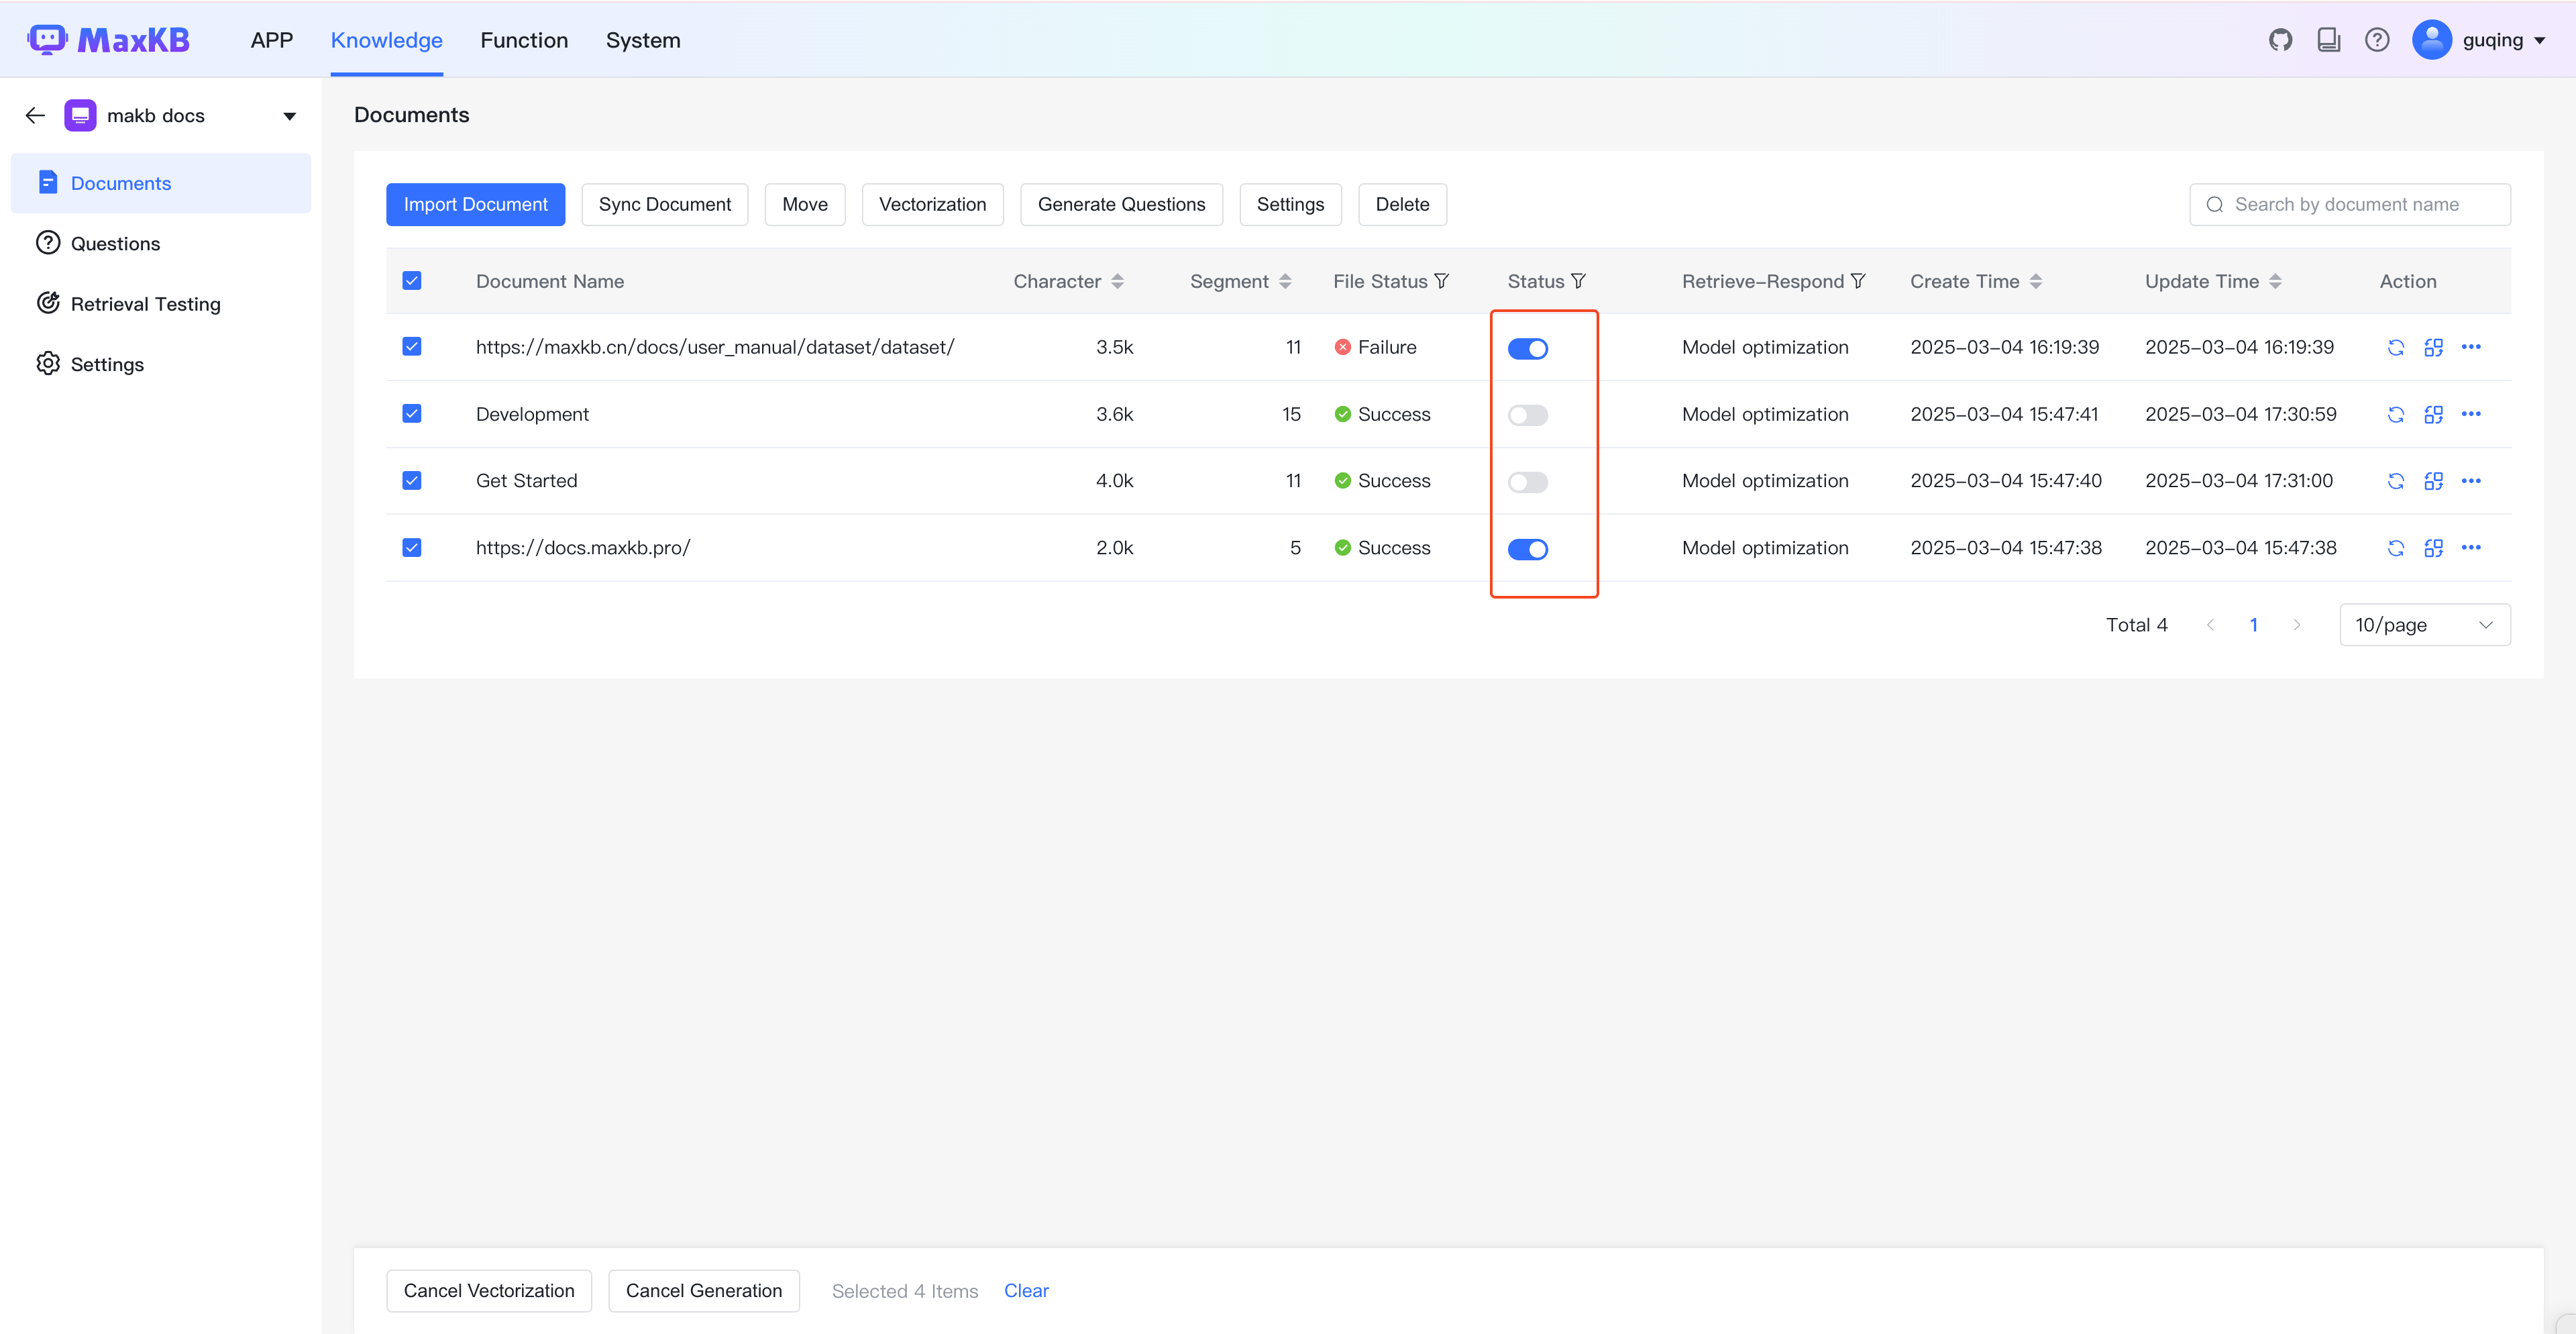 MaxKB APP Knowledge Function System guqing
makb docs
Documents
Questions
Retrieval Testing
Settings
Documents
Import Document Sync Document Move Vectorization Generate Questions Settings Delete Search by document name
Document Name Character Segment File Status Status Retrieve-Respond Create Time Update Time Action
https://maxkb.cn/docs/user_manual/dataset/dataset/ 3.5k 11 Failure Model optimization 2025-03-04 16:19:39 2025-03-04 16:19:39
Development 3.6k 15 Success Model optimization 2025-03-04 15:47:41 2025-03-04 17:30:59
Get Started 4.0k 11 Success Model optimization 2025-03-04 15:47:40 2025-03-04 17:31:00
https://docs.maxkb.pro/ 2.0k 5 Success Model optimization 2025-03-04 15:47:38 2025-03-04 15:47:38
Total 4 1 10/page
Cancel Vectorization Cancel Generation Selected 4 Items Clear